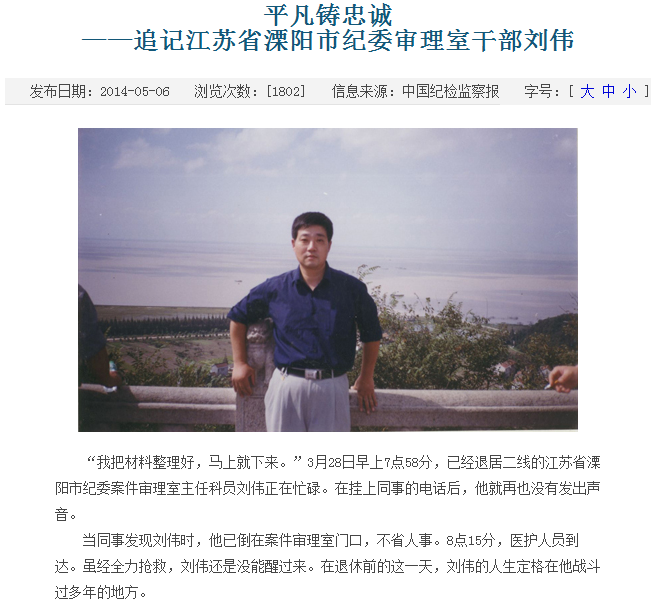 平凡铸忠诚
——追记江苏省溧阳市纪委审理室干部刘伟
发布日期：2014-05-06 浏览次数：[1802] 信息来源：中国纪检监察报 字号：[ 大 中 小 ]
“我把材料整理好，马上就下来。”3月28日早上7点58分，已经退居二线的江苏省溧
阳市纪委案件审理室主任科员刘伟正在忙碌。在挂上同事的电话后，他就再也没有发出声
音。
当同事发现刘伟时，他已倒在案件审理室门口，不省人事。8点15分，医护人员到
达。虽经全力抢救，刘伟还是没能醒过来。在退休前的这一天，刘伟的人生定格在他战斗
过多年的地方。